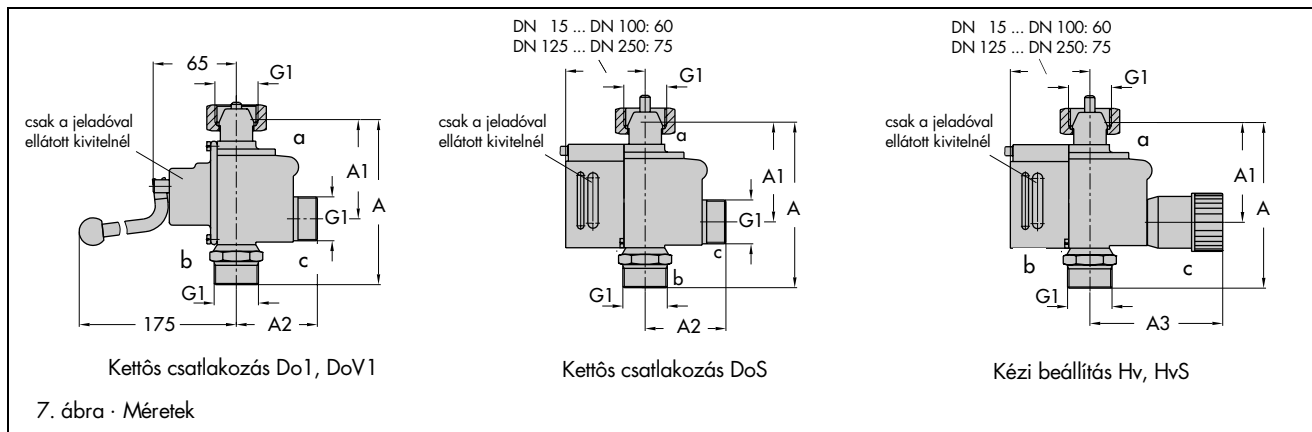 DN 15 ... DN 100: 60
DN 125 ... DN 250: 75
DN 15 ... DN 100: 60
DN 125 ... DN 250: 75
65
G1
csak a jeladóval
ellátott kivitelnél
a
A1
A
G1
b
c
G1
175
A2
Kettôs csatlakozás Do1, DoV1
G1
csak a jeladóval
ellátott kivitelnél
a
A1
A
G1
c
b
G1
A2
Kettôs csatlakozás DoS
G1
csak a jeladóval
ellátott kivitelnél
a
A1
A
b
c
G1
A3
Kézi beállítás Hv, HvS
7. ábra · Méretek